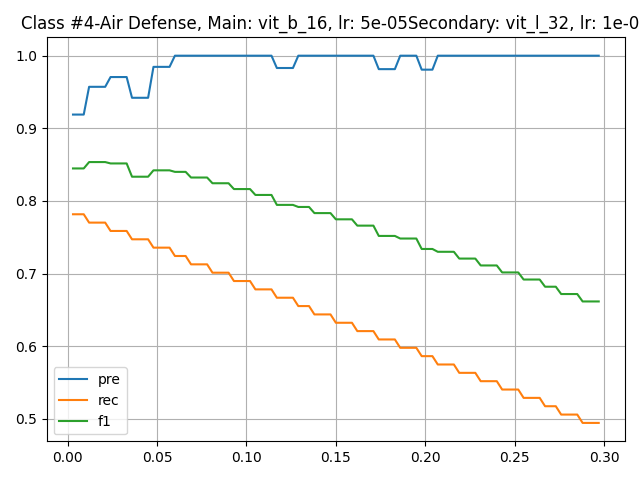 Class #4-Air Defense, Main: vit_b_16, lr: 5e-05Secondary: vit_l_32, lr: 1e-0
1.0
0.9
0.8
0.7
0.6
0.5
pre
rec
f1
0.00 0.05 0.10 0.15 0.20 0.25 0.30